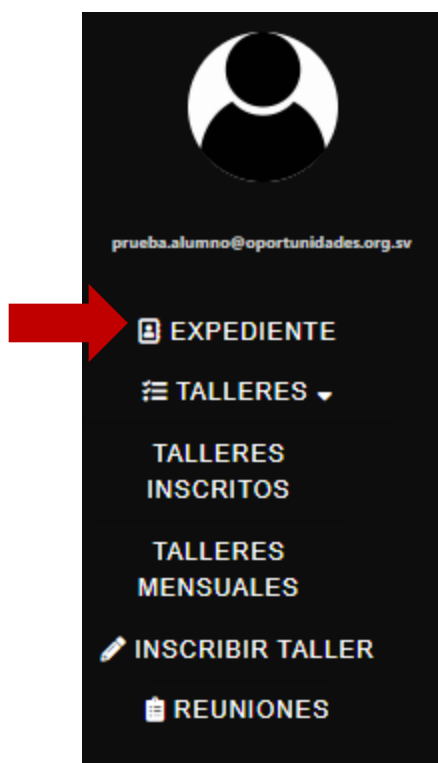 prueba.alumno@oportunidades.org.sv
EXPEDIENTE
TALLERES
TALLERES
INSCRITOS
TALLERES
MENSUALES
INSCRIBIR TALLER
REUNIONES